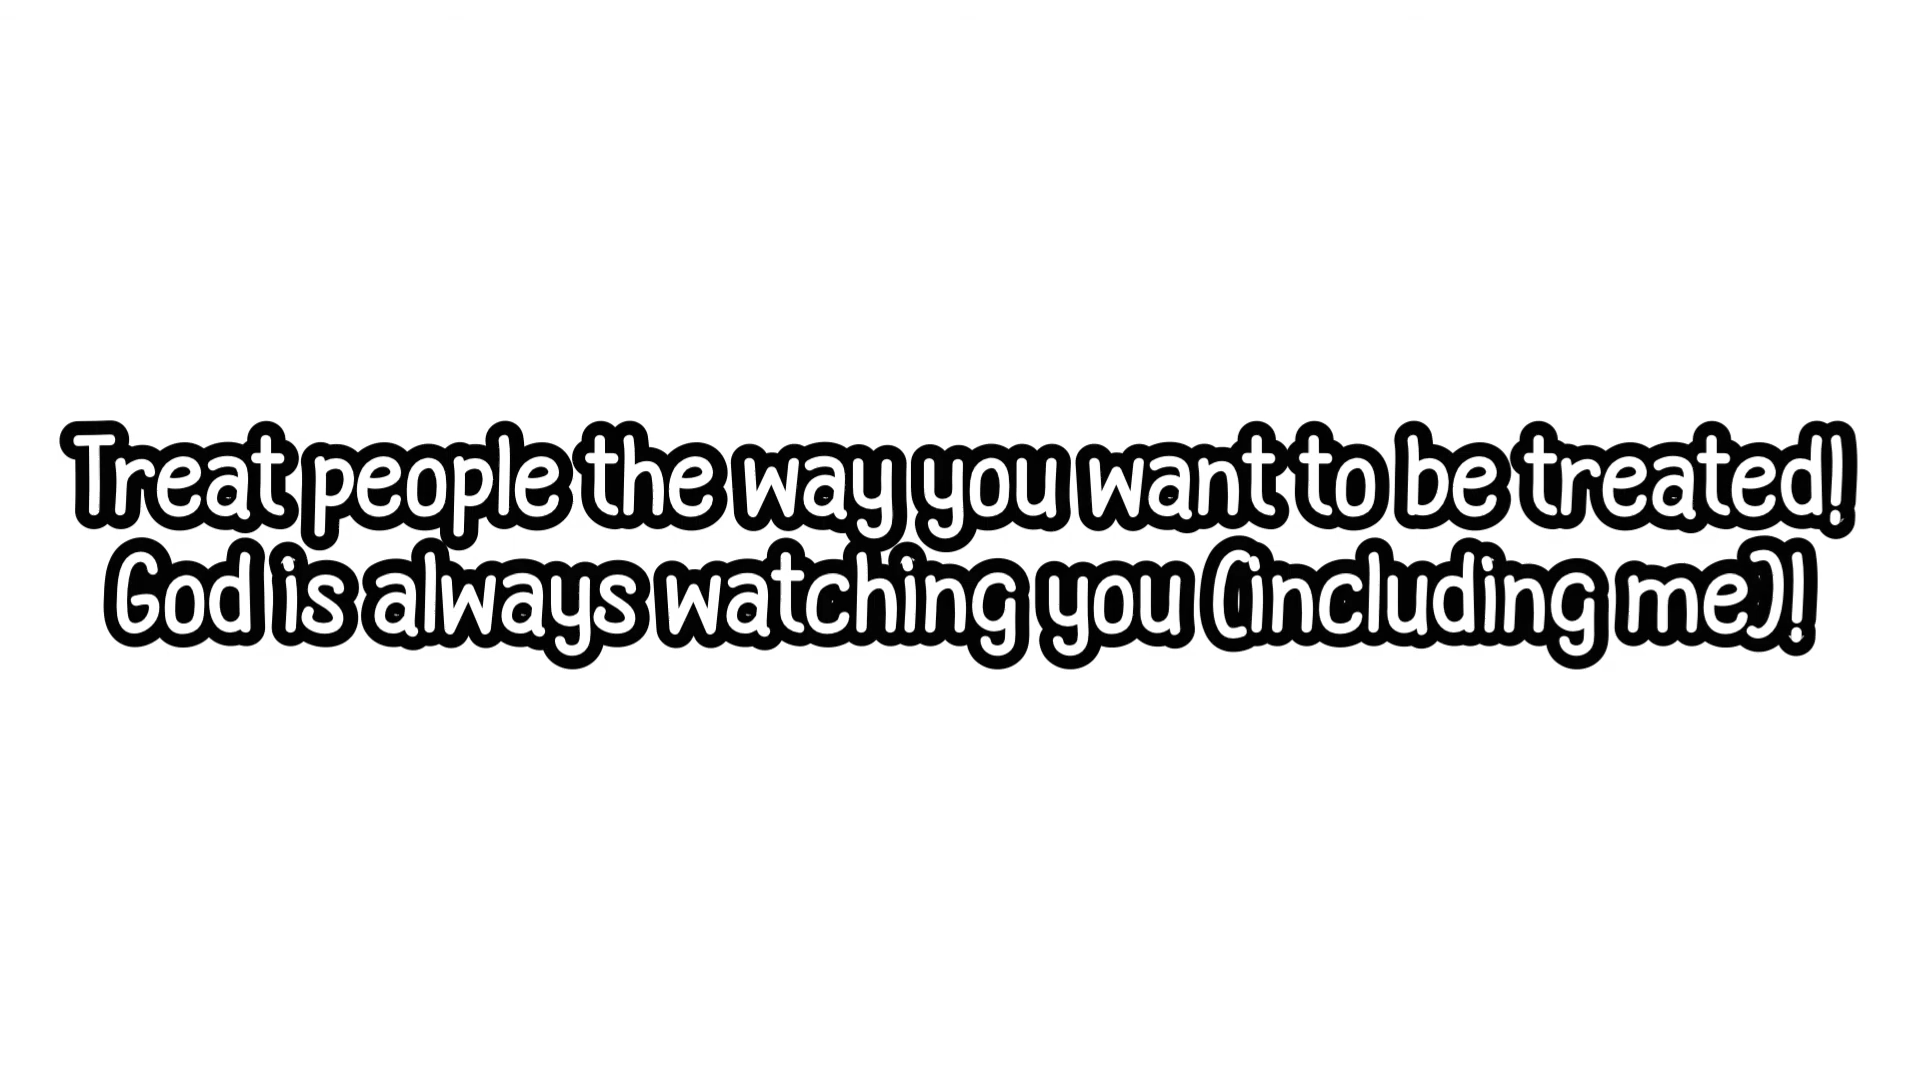 Treat people the way you want to be treated!
God is always watching you (including me)!